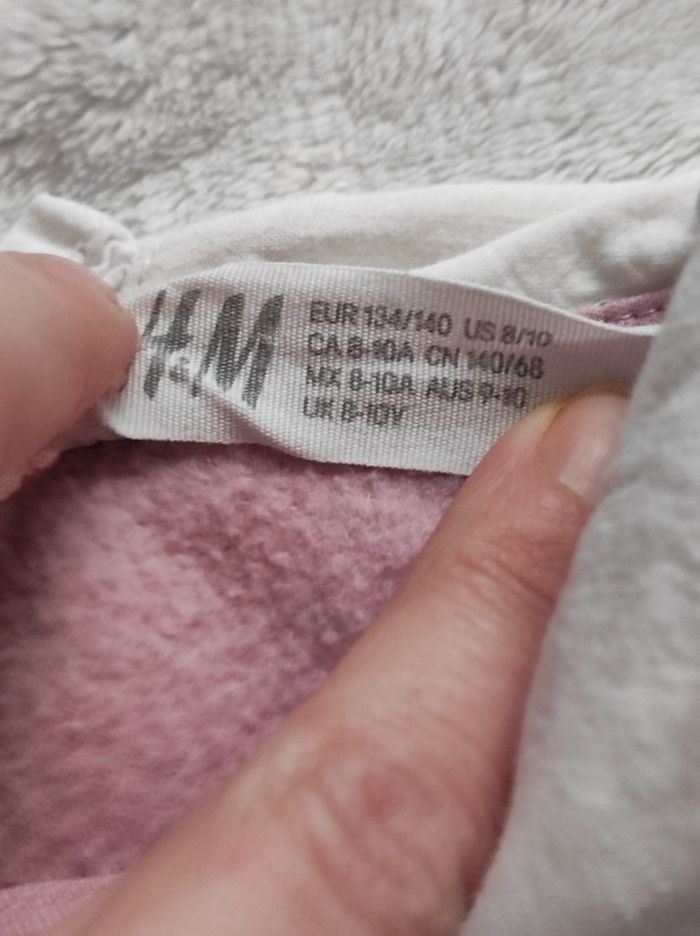 H&M
EUR 134/140 US 8/10
CA 8-10A CN 140/68
MX 8-10A AUS 9-10
UK 8-10Y